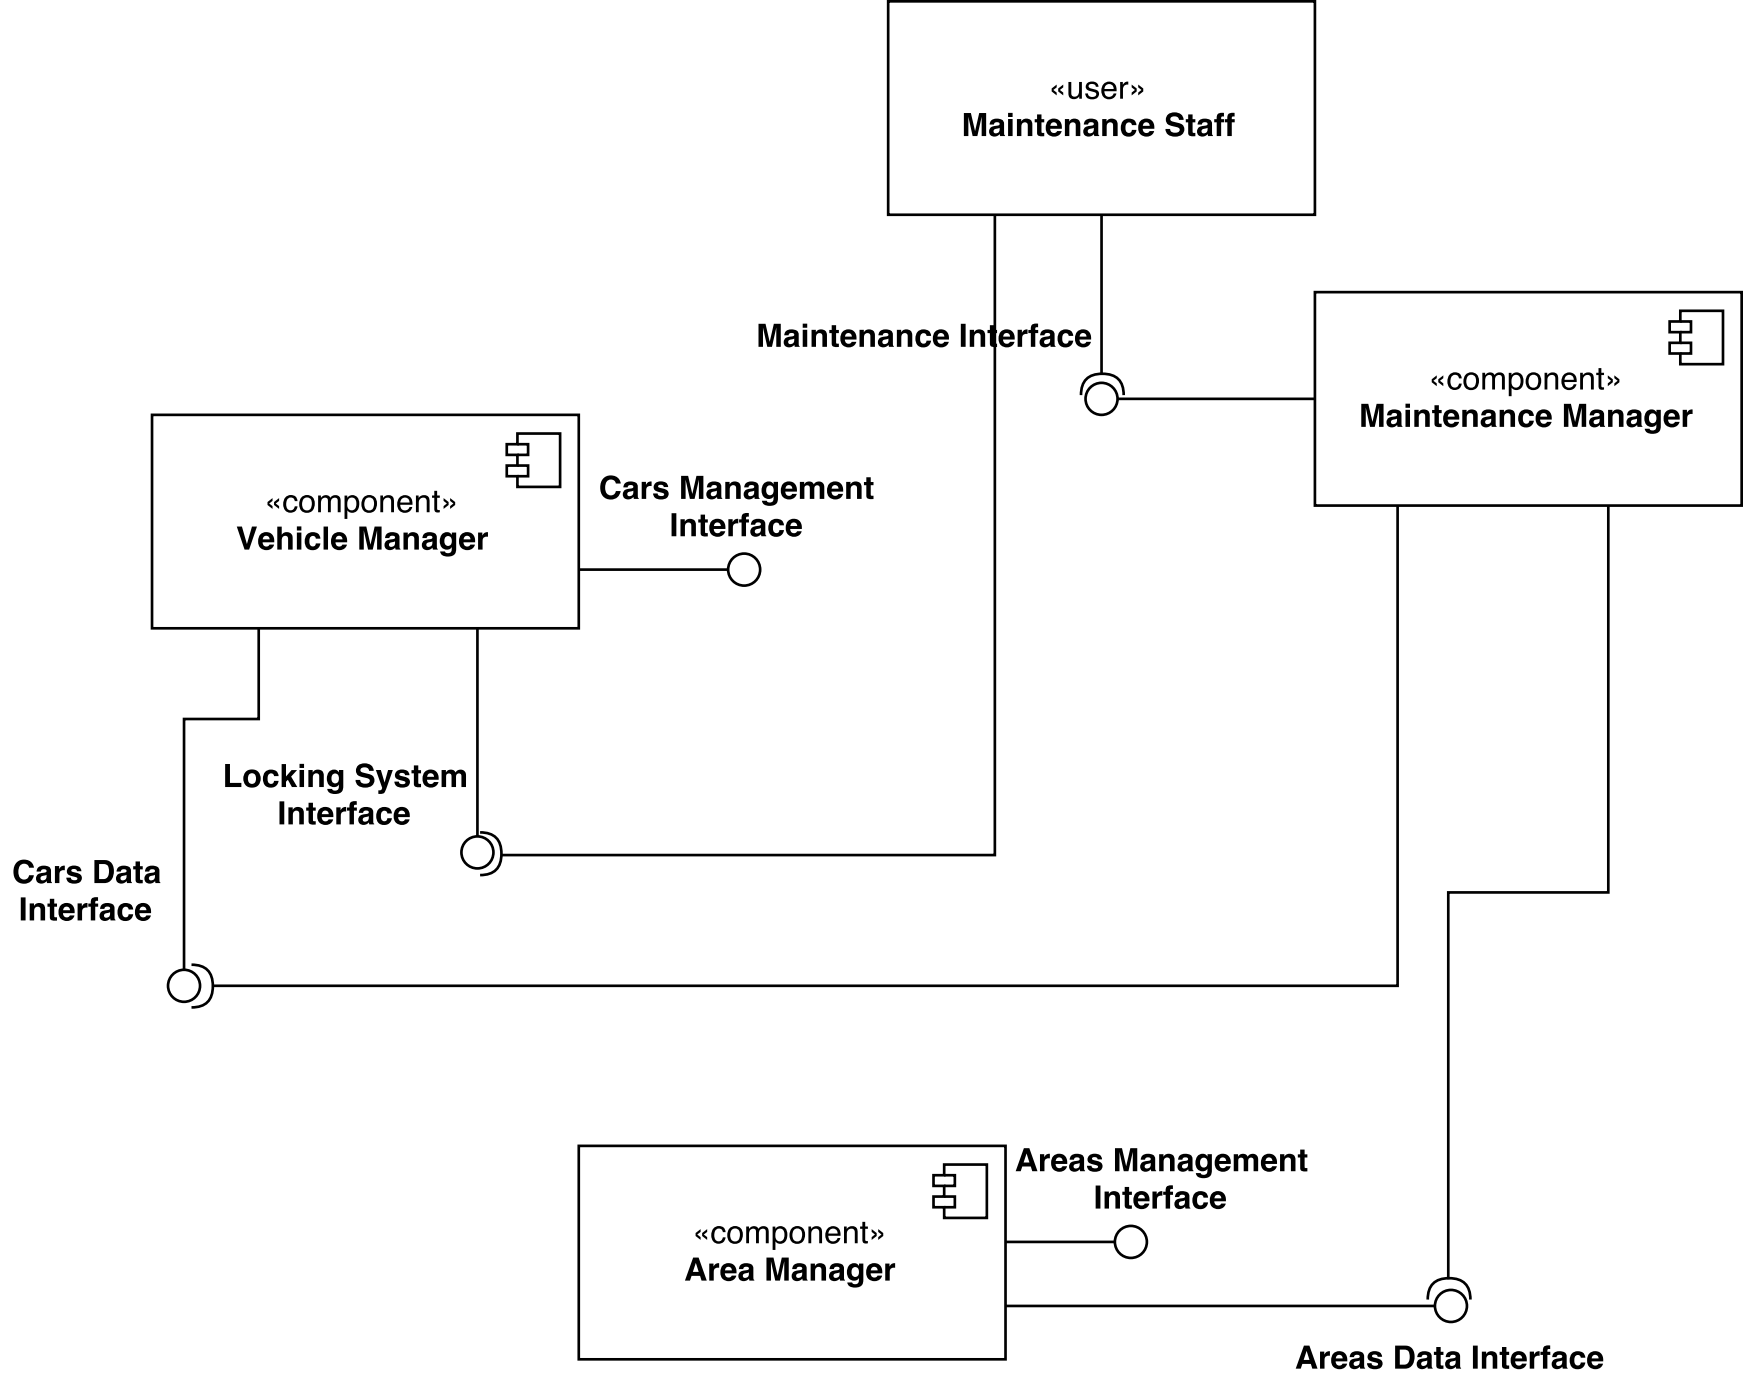 «user»
Maintenance Staff
Maintenance Interface
«component»
Maintenance Manager
«component»
Vehicle Manager
Cars Management
Interface
Locking System
Interface
Cars Data
Interface
«component»
Area Manager
Areas Management
Interface
Areas Data Interface